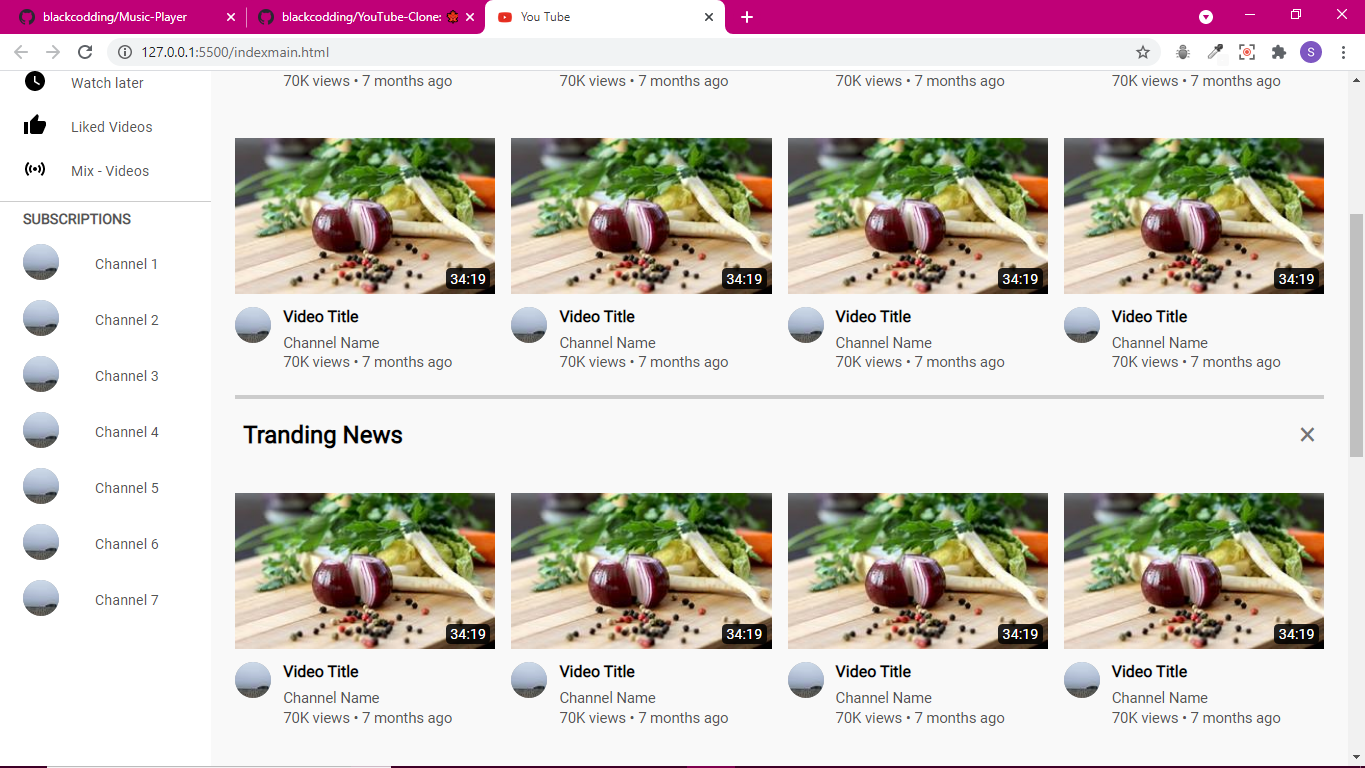 blackcodding/Music-Player
blackcodding/YouTube-Clone:
You Tube
127.0.0.1:5500/indexmain.html
S
Watch later
Liked Videos
Mix - Videos
SUBSCRIPTIONS
Channel 1
Channel 2
Channel 3
Channel 4
Channel 5
Channel 6
Channel 7
70K views • 7 months ago
70K views • 7 months ago
70K views • 7 months ago
70K views • 7 months ago
34:19
34:19
34:19
34:19
Video Title
Channel Name
70K views • 7 months ago
Video Title
Channel Name
70K views • 7 months ago
Video Title
Channel Name
70K views • 7 months ago
Video Title
Channel Name
70K views • 7 months ago
Tranding News
34:19
34:19
34:19
34:19
Video Title
Channel Name
70K views • 7 months ago
Video Title
Channel Name
70K views • 7 months ago
Video Title
Channel Name
70K views • 7 months ago
Video Title
Channel Name
70K views • 7 months ago